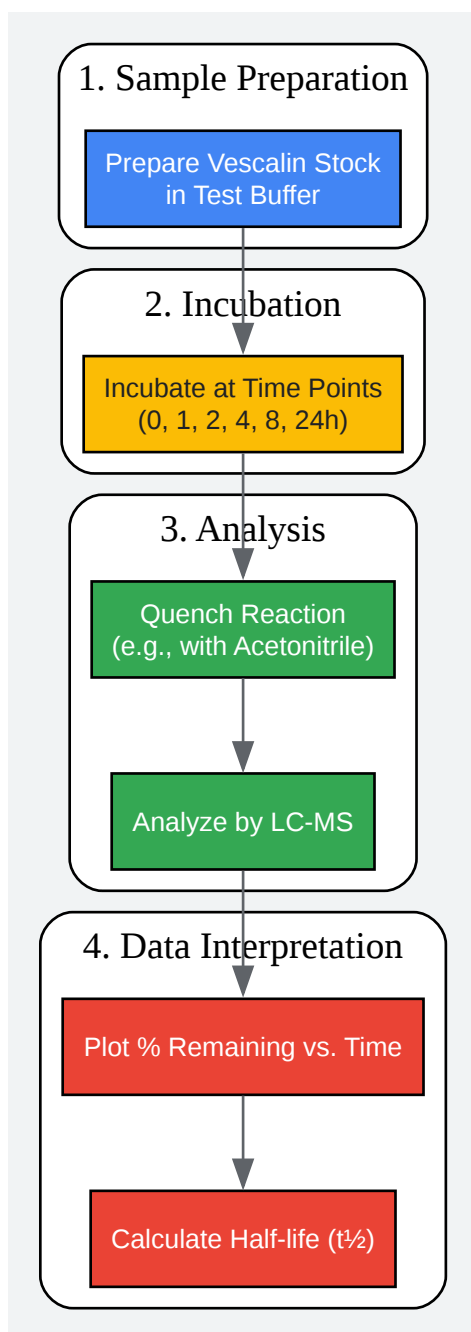 1. Sample Preparation
Prepare Vescalin Stock
in Test Buffer
2. Incubation
Incubate at Time Points
(0, 1, 2, 4, 8, 24h)
3. Analysis
Quench Reaction
(e.g., with Acetonitrile)
Analyze by LC-MS
4. Data Interpretation
Plot % Remaining vs. Time
Calculate Half-life (t½)